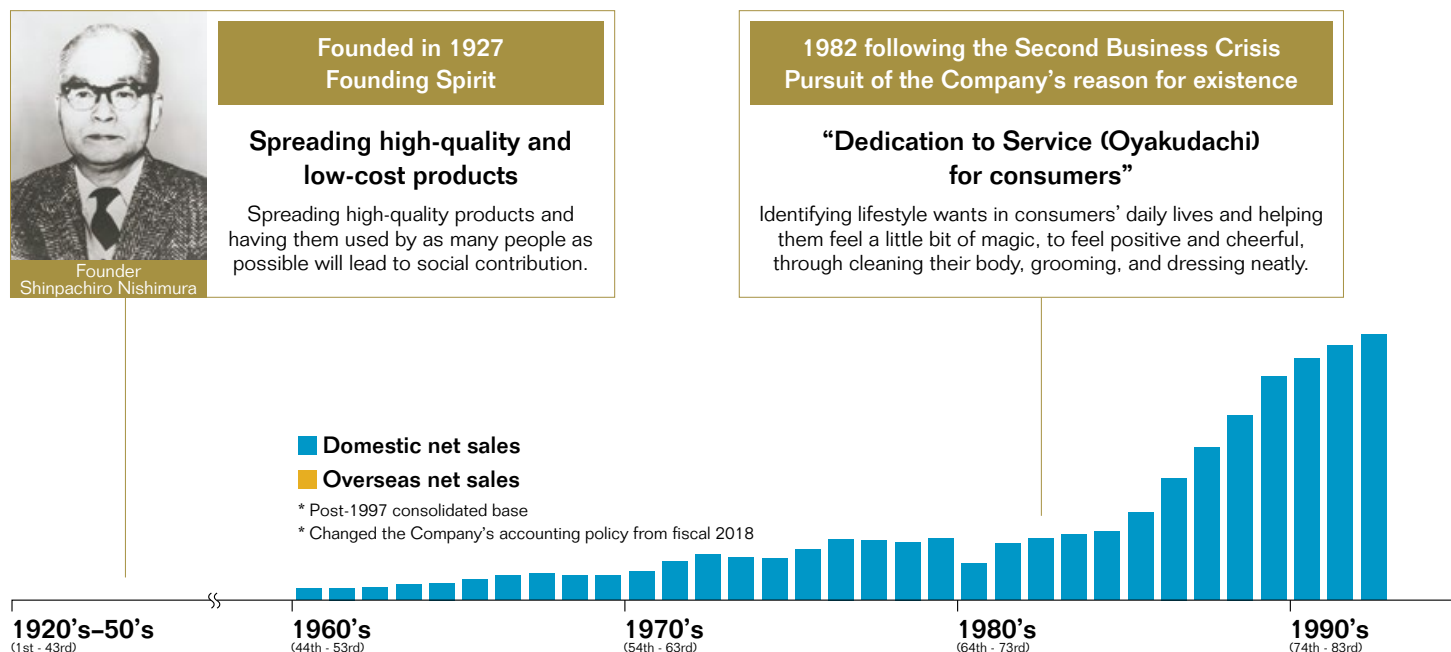 Founded in 1927
Founding Spirit
Spreading high-quality and
low-cost products
Spreading high-quality products and
having them used by as many people as
possible will lead to social contribution.
Founder
Shinpachiro Nishimura
1982 following the Second Business Crisis
Pursuit of the Company’s reason for existence
“Dedication to Service (Oyakudachi)
for consumers”
Identifying lifestyle wants in consumers’ daily lives and helping
them feel a little bit of magic, to feel positive and cheerful,
through cleaning their body, grooming, and dressing neatly.
Domestic net sales
Overseas net sales
* Post-1997 consolidated base
* Changed the Company’s accounting policy from fiscal 2018
1920’s–50’s
(1st - 43rd)
1960’s
(44th - 53rd)
1970’s
(54th - 63rd)
1980’s
(64th - 73rd)
1990’s
(74th - 83rd)